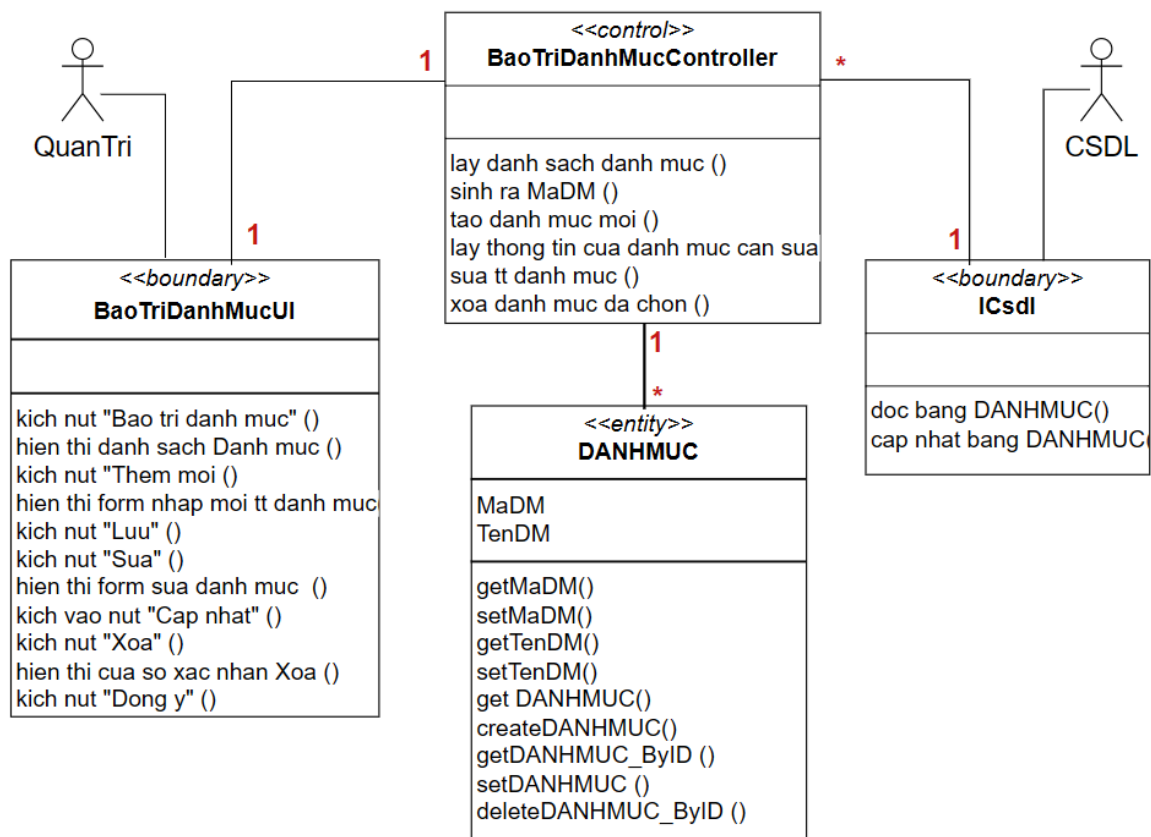 <<control>>
BaoTriDanhMucController
lay danh sach danh muc ()
sinh ra MaDM ()
tao danh muc moi ()
lay thong tin cua danh muc can sua
sua tt danh muc ()
xoa danh muc da chon ()
QuanTri
CSDL
1
*
1
1
1
*
<<boundary>>
BaoTriDanhMucUI
kich nut "Bao tri danh muc" ()
hien thi danh sach Danh muc ()
kich nut "Them moi ()
hien thi form nhap moi tt danh muc(
kich nut "Luu" ()
kich nut "Sua" ()
hien thi form sua danh muc ()
kich vao nut "Cap nhat" ()
kich nut "Xoa" ()
hien thi cua so xac nhan Xoa ()
kich nut "Dong y" ()
<<entity>>
DANHMUC
MaDM
TenDM
getMaDM()
setMaDM()
getTenDM()
setTenDM()
get DANHMUC()
createDANHMUC()
getDANHMUC_ByID ()
setDANHMUC ()
deleteDANHMUC_ByID ()
<<boundary>>
ICsdl
doc bang DANHMUC()
cap nhat bang DANHMUC(